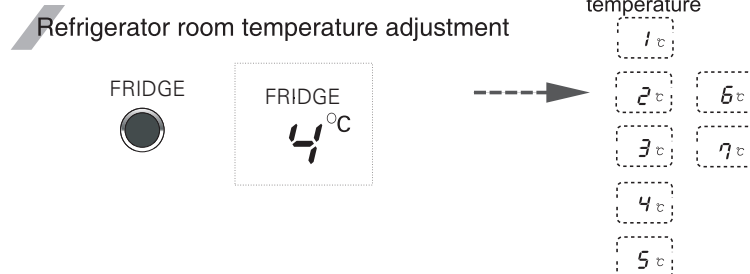 temperature
Refrigerator room temperature adjustment
FRIDGE
FRIDGE
4 °C
1 °C
2 °C
6 °C
3 °C
7 °C
4 °C
5 °C